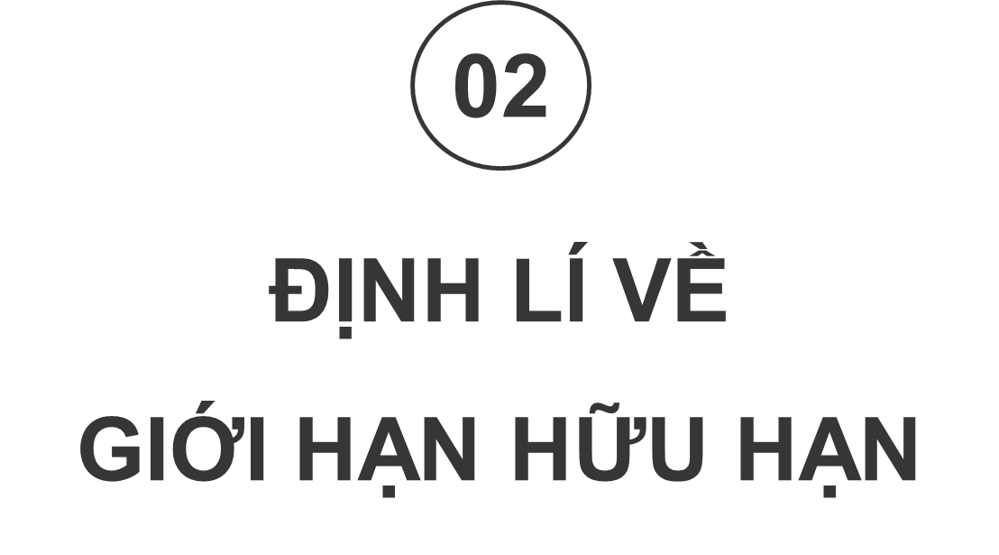 02
ĐỊNH LÍ VỀ
GIỚI HẠN HỮU HẠN